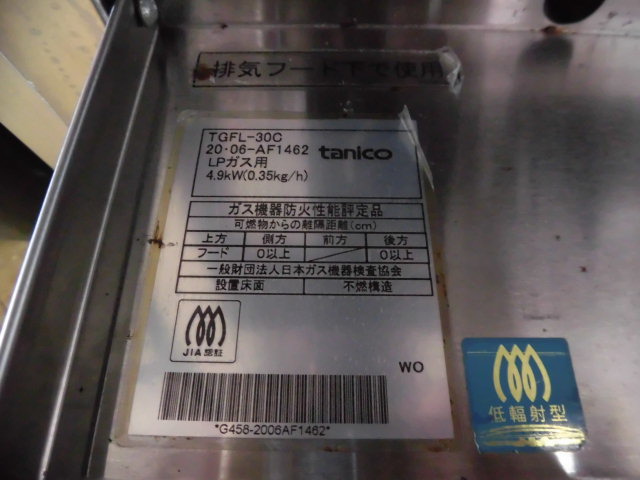 排気フード下で使用
TGFL-30C
20・06-AF1462 tanico
LPガス用
4.9kW(0.35kg/h)
ガス機器防火性能評定品
可燃物からの離隔距離(cm)
上方 側方 前方 後方
フード 0以上 0以上
一般財団法人日本ガス機器検査協会
設置床面 不燃構造
JIA 認証
WO
*G458-2006AF1462*
低輻射型